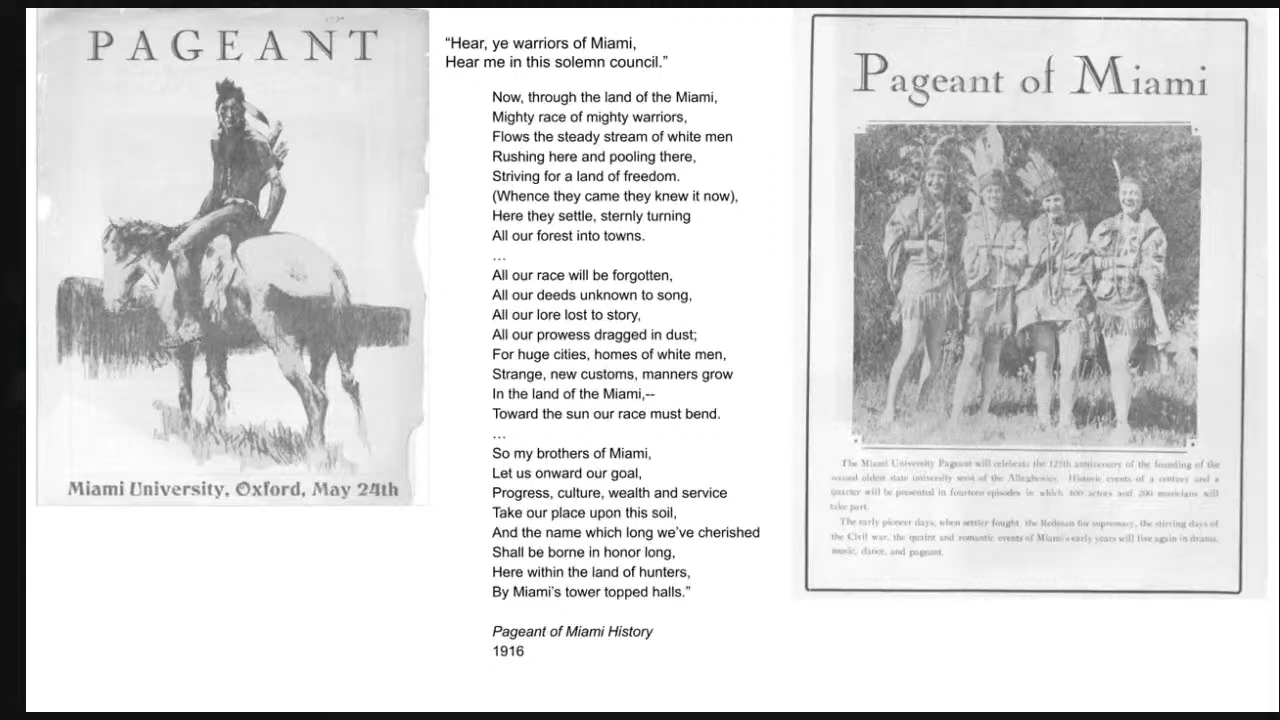 PAGEANT
Miami University, Oxford, May 24th
“Hear, ye warriors of Miami,
Hear me in this solemn council.”
Now, through the land of the Miami,
Mighty race of mighty warriors,
Flows the steady stream of white men
Rushing here and pooling there,
Striving for a land of freedom.
(Whence they came they knew it now),
Here they settle, sternly turning
All our forest into towns.
…
All our race will be forgotten,
All our deeds unknown to song,
All our lore lost to story,
All our prowess dragged in dust;
For huge cities, homes of white men,
Strange, new customs, manners grow
In the land of the Miami,--
Toward the sun our race must bend.
…
So my brothers of Miami,
Let us onward our goal,
Progress, culture, wealth and service
Take our place upon this soil,
And the name which long we’ve cherished
Shall be borne in honor long,
Here within the land of hunters,
By Miami’s tower topped halls.”
Pageant of Miami History
1916
Pageant of Miami
The Miami University Pageant will celebrate the 125th anniversary of the founding of the
second oldest state university west of the Alleghenies. Historic events of a century and a
quarter will be presented in fourteen episodes in which 400 actors and 200 musicians will
take part.
The early pioneer days, when settler fought the Redman for supremacy, the stirring days of
the Civil war, the quaint and romantic events of Miami's early years will live again in drama,
music, dance, and pageant.